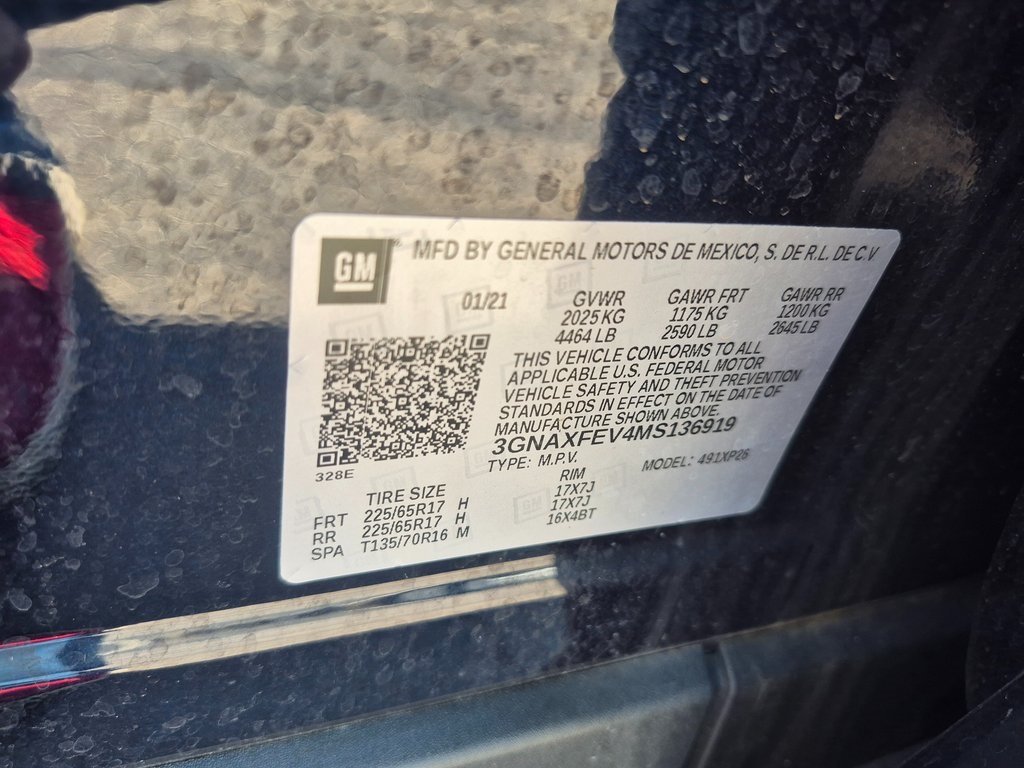 GM
MFD BY GENERAL MOTORS DE MEXICO, S. DE R.L. DE C.V
01/21
GVWR
2025 KG
4464 LB
GAWR FRT
1175 KG
2590 LB
GAWR RR
1200 KG
2645 LB
THIS VEHICLE CONFORMS TO ALL
APPLICABLE U.S. FEDERAL MOTOR
VEHICLE SAFETY AND THEFT PREVENTION
STANDARDS IN EFFECT ON THE DATE OF
MANUFACTURE SHOWN ABOVE.
3GNAXFEV4MS136919
TYPE: M.P.V. MODEL: 491XP26
328E
TIRE SIZE RIM
FRT 225/65R17 H 17X7J
RR 225/65R17 H 17X7J
SPA T135/70R16 M 16X4BT